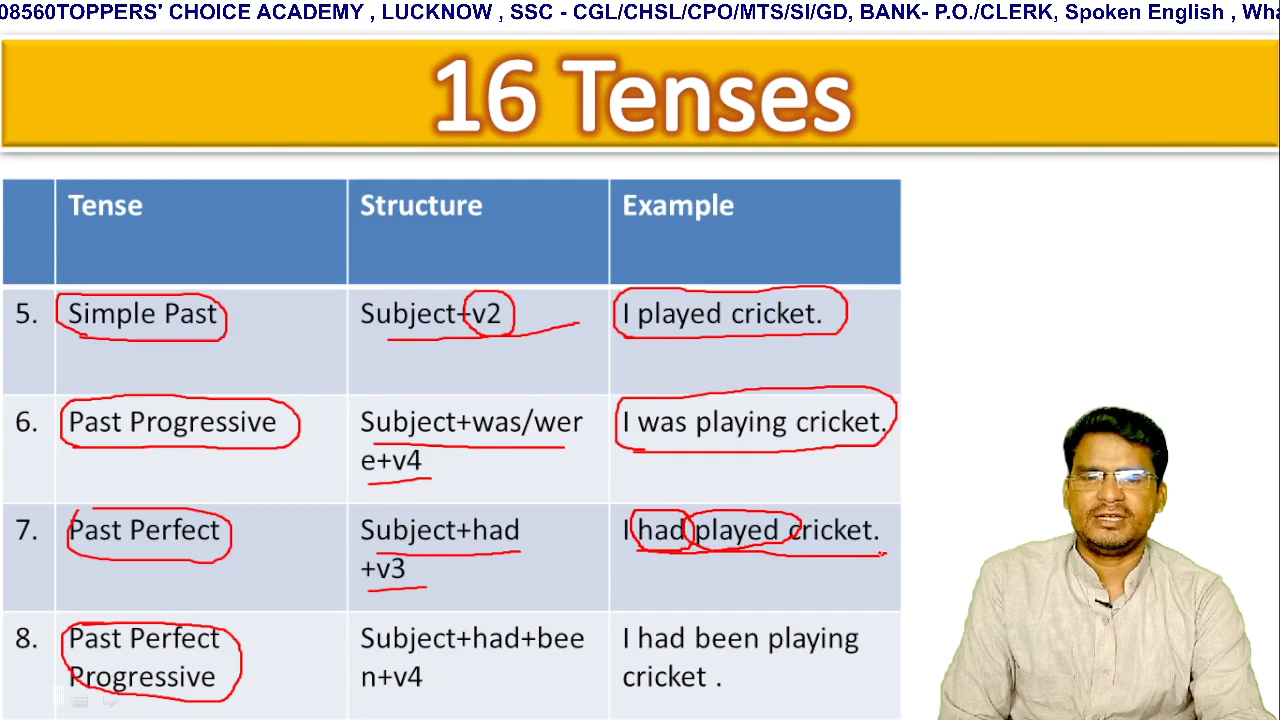 08560TOPPERS' CHOICE ACADEMY , LUCKNOW , SSC - CGL/CHSL/CPO/MTS/SI/GD, BANK- P.O./CLERK, Spoken English , Wha
16 Tenses
Tense Structure Example
5. Simple Past Subject+v2 I played cricket.
6. Past Progressive Subject+was/wer I was playing cricket.
e+v4
7. Past Perfect Subject+had I had played cricket.
+v3
8. Past Perfect Subject+had+bee I had been playing
Progressive n+v4 cricket .